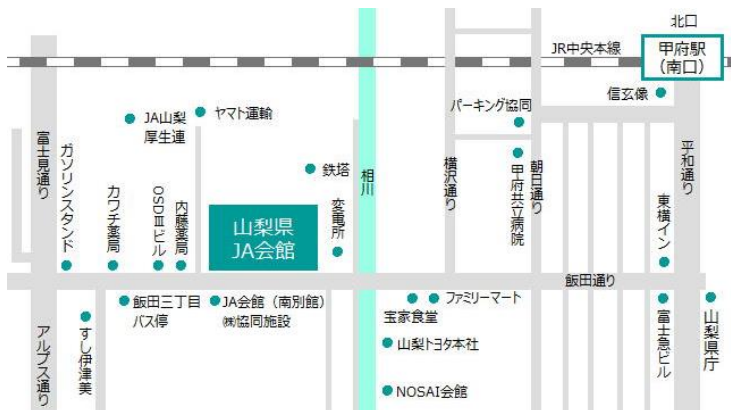 北口
JR中央本線
甲府駅
（南口）
信玄像
パーキング協同
JA山梨
厚生連
ヤマト運輸
鉄塔
相川
横沢通り
朝日通り
甲府共立病院
平和通り
東横イン
富士見通り
ガソリンスタンド
カワチ薬局
OSDⅢビル
内藤薬局
山梨県
JA会館
変電所
飯田通り
飯田三丁目
バス停
JA会館（南別館）
㈱協同施設
ファミリーマート
宝家食堂
山梨トヨタ本社
NOSAI会館
富士急ビル
山梨県庁
アルプス通り
すし伊津美